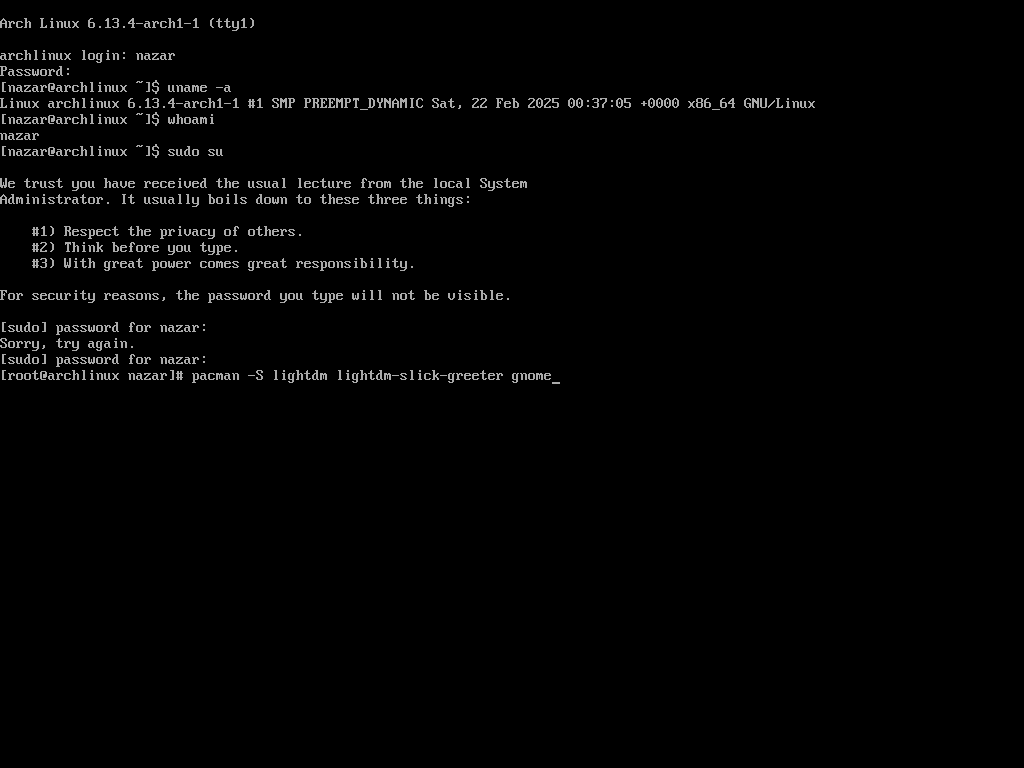 Arch Linux 6.13.4-arch1-1 (tty1)
archlinux login: nazar
Password:
[nazar@archlinux ~]$ uname -a
Linux archlinux 6.13.4-arch1-1 #1 SMP PREEMPT_DYNAMIC Sat, 22 Feb 2025 00:37:05 +0000 x86_64 GNU/Linux
[nazar@archlinux ~]$ whoami
nazar
[nazar@archlinux ~]$ sudo su
We trust you have received the usual lecture from the local System
Administrator. It usually boils down to these three things:
#1) Respect the privacy of others.
#2) Think before you type.
#3) With great power comes great responsibility.
For security reasons, the password you type will not be visible.
[sudo] password for nazar:
Sorry, try again.
[sudo] password for nazar:
[root@archlinux nazar]# pacman -S lightdm lightdm-slick-greeter gnome_